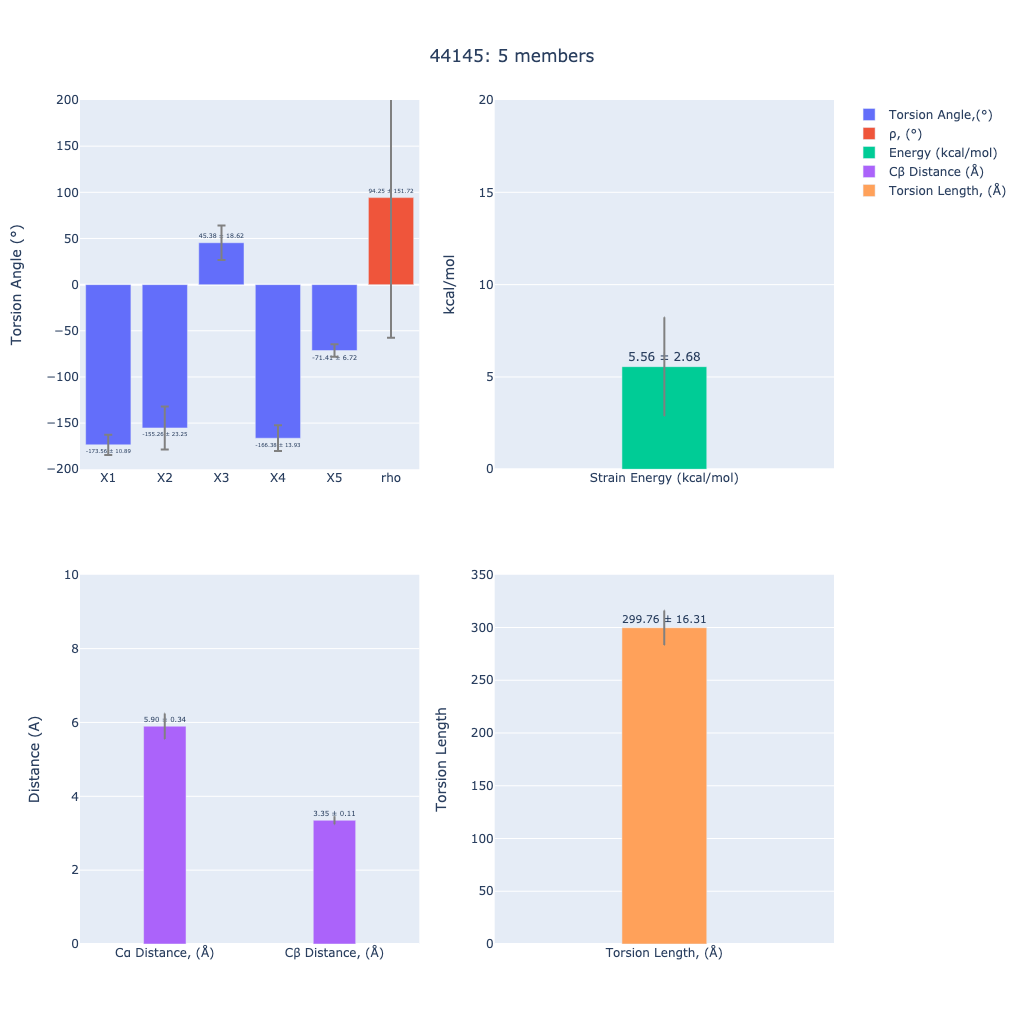 44145: 5 members
Torsion Angle (°)
200
150
100
50
0
−50
−100
−150
−200
-173.56 ± 10.89
-155.26 ± 23.25
45.38 ± 18.62
-166.38 ± 13.93
-71.41 ± 6.72
94.25 ± 151.72
X1 X2 X3 X4 X5 rho
kcal/mol
20
15
10
5
0
5.56 ± 2.68
Strain Energy (kcal/mol)
Torsion Angle,(°)
ρ, (°)
Energy (kcal/mol)
Cβ Distance (Å)
Torsion Length, (Å)
Distance (A)
10
8
6
4
2
0
5.90 ± 0.34
3.35 ± 0.11
Cα Distance, (Å) Cβ Distance, (Å)
Torsion Length
350
300
250
200
150
100
50
0
299.76 ± 16.31
Torsion Length, (Å)